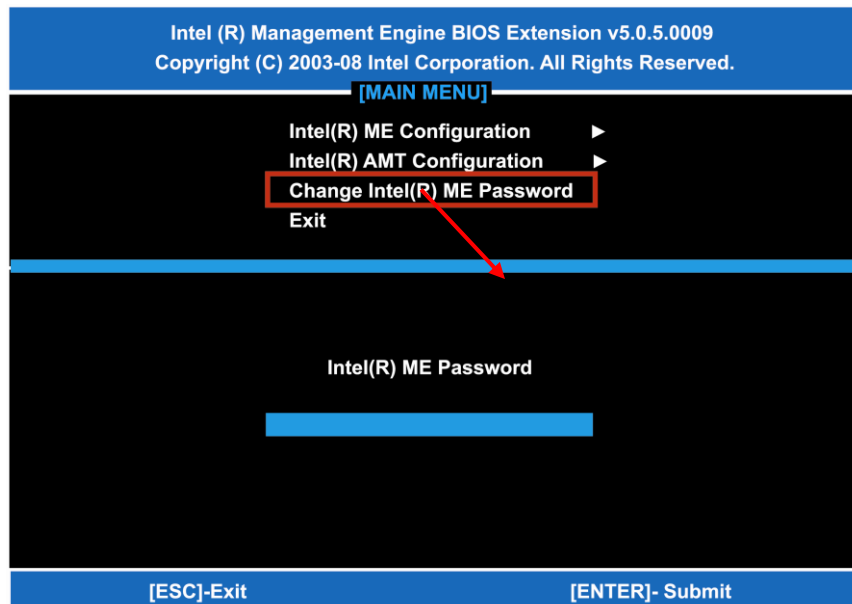 Intel (R) Management Engine BIOS Extension v5.0.5.0009
Copyright (C) 2003-08 Intel Corporation. All Rights Reserved.
[MAIN MENU]
Intel(R) ME Configuration ►
Intel(R) AMT Configuration ►
Change Intel(R) ME Password
Exit
Intel(R) ME Password
[ESC]-Exit [ENTER]- Submit